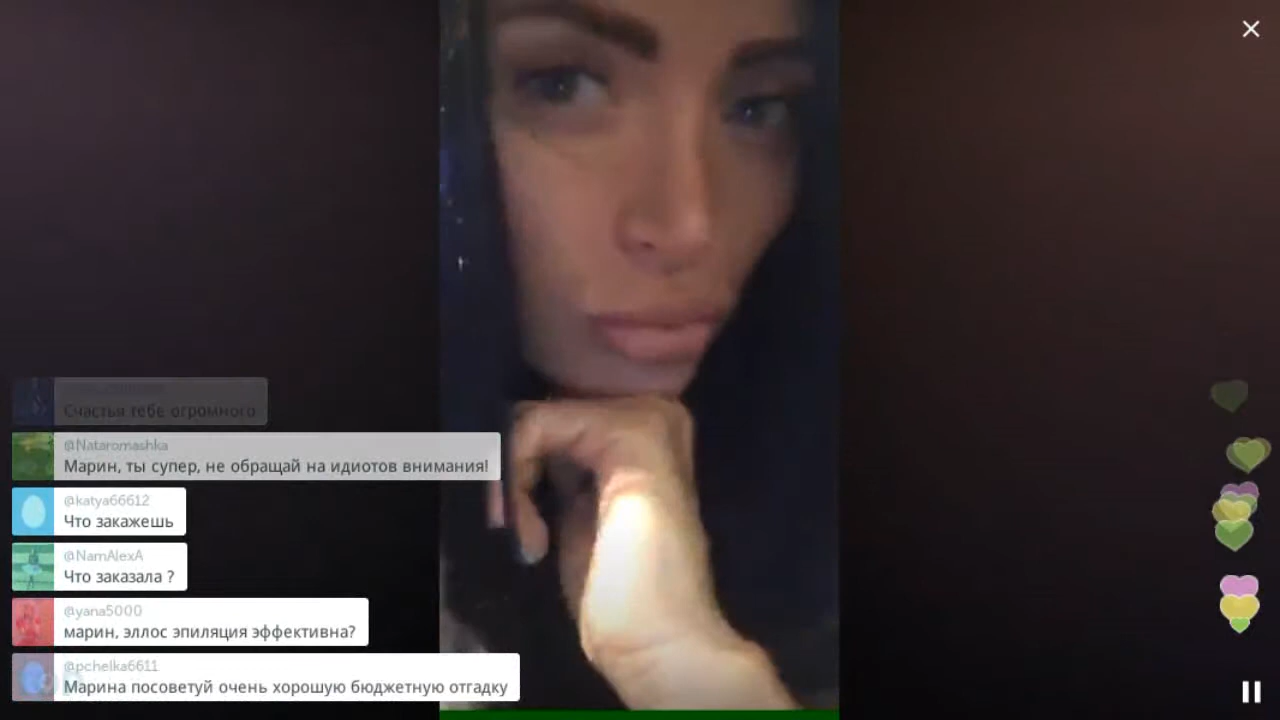 Счастья тебе огромного
@Nataromashka
Марин, ты супер, не обращай на идиотов внимания!
@katya66612
Что закажешь
@NamAlexA
Что заказала ?
@yana5000
марин, эллос эпиляция эффективна?
@pchelka6611
Марина посоветуй очень хорошую бюджетную отгадку